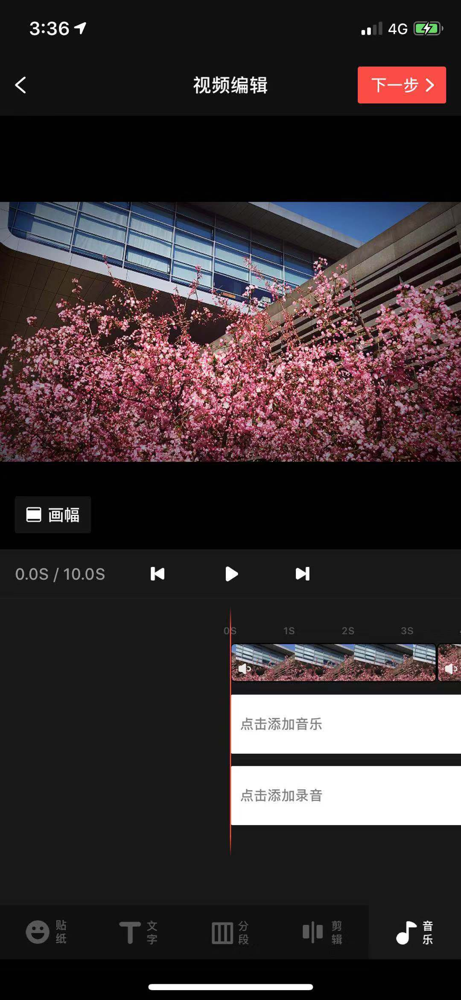 3:36
4G
视频编辑
下一步
画幅
0.0S / 10.0S
0S 1S 2S 3S
点击添加音乐
点击添加录音
贴纸
文字
分段
剪辑
音乐